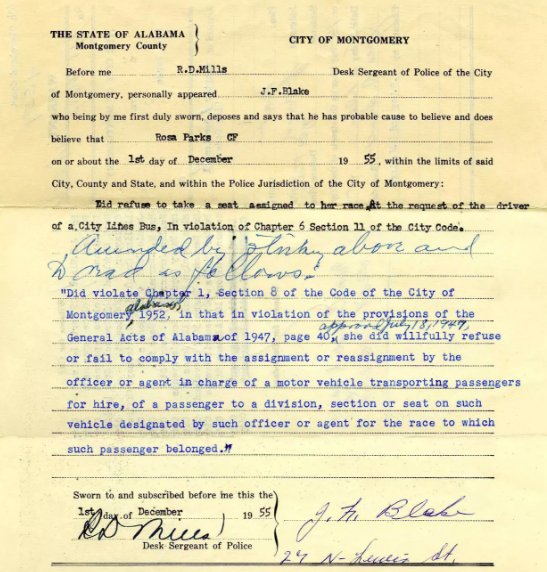 THE STATE OF ALABAMA
Montgomery County
CITY OF MONTGOMERY
Before me R.D.Mills Desk Sergeant of Police of the City
of Montgomery, personally appeared J.F.Blake
who being by me first duly sworn, deposes and says that he has probable cause to believe and does
believe that Rosa Parks CF
on or about the 1st day of December 19 55, within the limits of said
City, County and State, and within the Police Jurisdiction of the City of Montgomery:
Did refuse to take a seat assigned to her race At the request of the driver
of a City Lines Bus, In violation of Chapter 6 Section 11 of the City Code.
Amended by striking above and
to read as follows:
"Did violate Chapter 1, Section 8 of the Code of the City of
Montgomery, Alabama, 1952, in that in violation of the provisions of the
General Acts of Alabama of 1947, page 40, approved July 18, 1947, she did willfully refuse
or fail to comply with the assignment or reassignment by the
officer or agent in charge of a motor vehicle transporting passengers
for hire, of a passenger to a division, section or seat on such
vehicle designated by such officer or agent for the race to which
such passenger belonged."
Sworn to and subscribed before me this the
1st day of December 19 55
RD Mills
Desk Sergeant of Police
J. F. Blake
27 N- Lewis St.